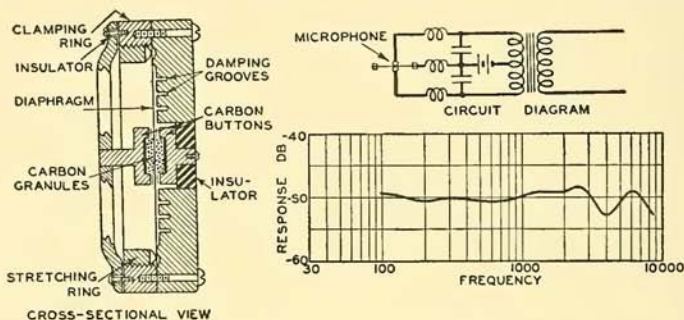 CLAMPING
RING
INSULATOR
DIAPHRAGM
CARBON
GRANULES
STRETCHING
RING
DAMPING
GROOVES
CARBON
BUTTONS
INSU-
LATOR
CROSS-SECTIONAL VIEW
MICROPHONE
CIRCUIT DIAGRAM
RESPONSE DB
-40
-50
-60
30 100 1000 10000
FREQUENCY